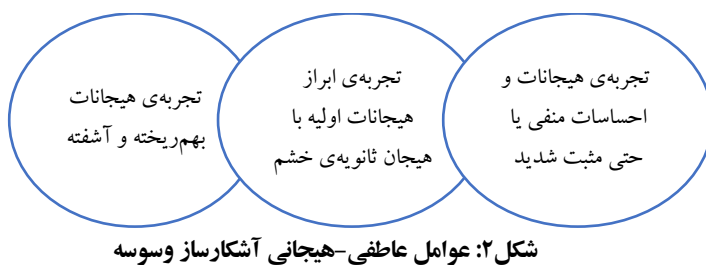 تجربه‌ی هیجانات و
احساسات منفی یا
حتی مثبت شدید
تجربه‌ی ابراز
هیجانات اولیه با
هیجان ثانویه‌ی خشم
تجربه‌ی هیجانات
بهم‌ریخته و آشفته
شکل۲: عوامل عاطفی-هیجانی آشکارساز وسوسه